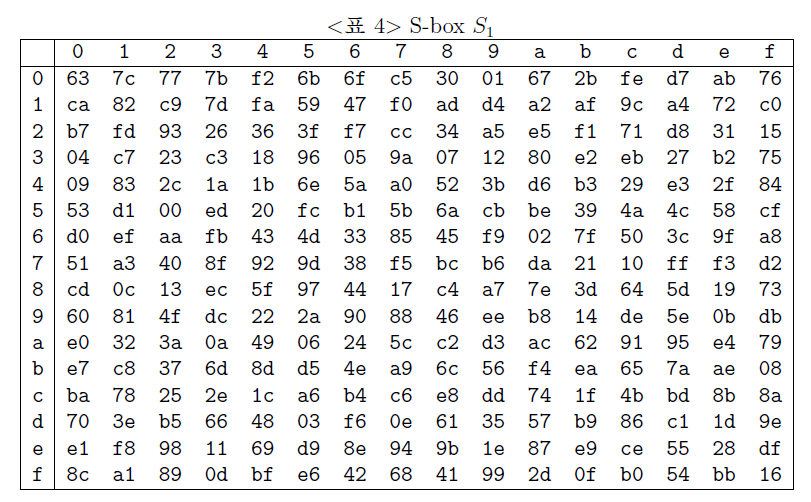 <표 4> S-box S1
0 1 2 3 4 5 6 7 8 9 a b c d e f
0 63 7c 77 7b f2 6b 6f c5 30 01 67 2b fe d7 ab 76
1 ca 82 c9 7d fa 59 47 f0 ad d4 a2 af 9c a4 72 c0
2 b7 fd 93 26 36 3f f7 cc 34 a5 e5 f1 71 d8 31 15
3 04 c7 23 c3 18 96 05 9a 07 12 80 e2 eb 27 b2 75
4 09 83 2c 1a 1b 6e 5a a0 52 3b d6 b3 29 e3 2f 84
5 53 d1 00 ed 20 fc b1 5b 6a cb be 39 4a 4c 58 cf
6 d0 ef aa fb 43 4d 33 85 45 f9 02 7f 50 3c 9f a8
7 51 a3 40 8f 92 9d 38 f5 bc b6 da 21 10 ff f3 d2
8 cd 0c 13 ec 5f 97 44 17 c4 a7 7e 3d 64 5d 19 73
9 60 81 4f dc 22 2a 90 88 46 ee b8 14 de 5e 0b db
a e0 32 3a 0a 49 06 24 5c c2 d3 ac 62 91 95 e4 79
b e7 c8 37 6d 8d d5 4e a9 6c 56 f4 ea 65 7a ae 08
c ba 78 25 2e 1c a6 b4 c6 e8 dd 74 1f 4b bd 8b 8a
d 70 3e b5 66 48 03 f6 0e 61 35 57 b9 86 c1 1d 9e
e e1 f8 98 11 69 d9 8e 94 9b 1e 87 e9 ce 55 28 df
f 8c a1 89 0d bf e6 42 68 41 99 2d 0f b0 54 bb 16